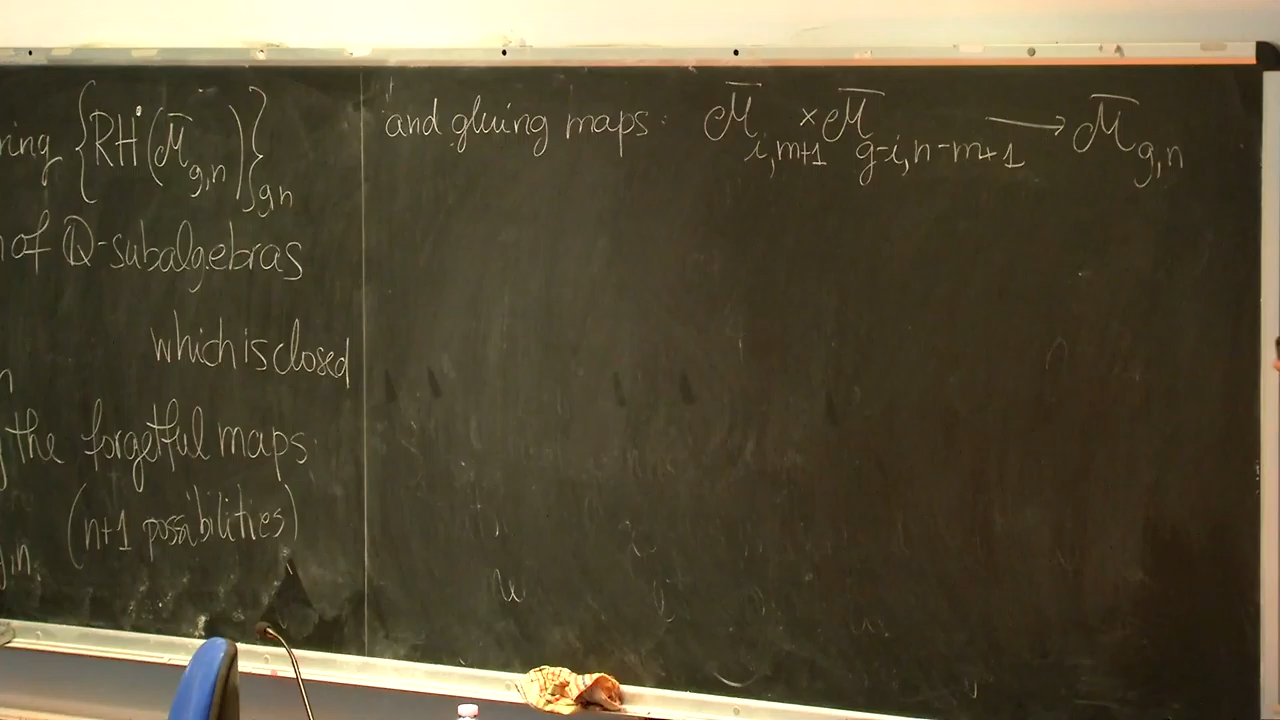 ring {RH^•(M̄_{g,n})}_{g,n}
of Q-subalgebras
which is closed
n
the forgetful maps:
(n+1 possibilities)
g,n
and gluing maps: M̄_{i,m+1} × M̄_{g-i,n-m+1} ⟶ M̄_{g,n}